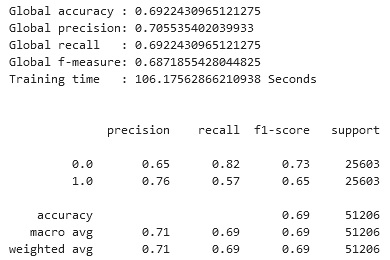 Global accuracy : 0.6922430965121275
Global precision: 0.705535402039933
Global recall   : 0.6922430965121275
Global f-measure: 0.6871855428044825
Training time   : 106.17562866210938 Seconds
precision    recall  f1-score   support
0.0       0.65      0.82      0.73     25603
1.0       0.76      0.57      0.65     25603
accuracy                           0.69     51206
macro avg       0.71      0.69      0.69     51206
weighted avg       0.71      0.69      0.69     51206